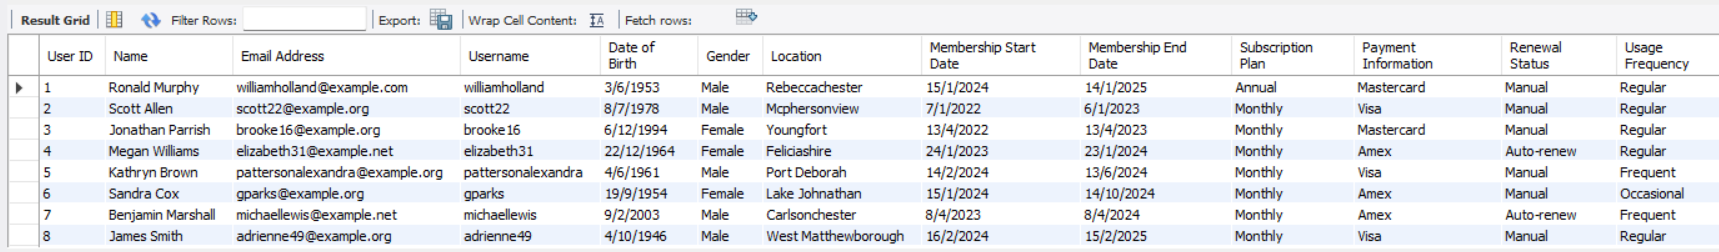 Result Grid Filter Rows: Export: Wrap Cell Content: Fetch rows:
User ID Name Email Address Username Date of Birth Gender Location Membership Start Date Membership End Date Subscription Plan Payment Information Renewal Status Usage Frequency
1 Ronald Murphy williamholland@example.com williamholland 3/6/1953 Male Rebeccachester 15/1/2024 14/1/2025 Annual Mastercard Manual Regular
2 Scott Allen scott22@example.org scott22 8/7/1978 Male Mcphersonview 7/1/2022 6/1/2023 Monthly Visa Manual Regular
3 Jonathan Parrish brooke16@example.org brooke16 6/12/1994 Female Youngfort 13/4/2022 13/4/2023 Monthly Mastercard Manual Regular
4 Megan Williams elizabeth31@example.net elizabeth31 22/12/1964 Female Feliciashire 24/1/2023 23/1/2024 Monthly Amex Auto-renew Regular
5 Kathryn Brown pattersonalexandra@example.org pattersonalexandra 4/6/1961 Male Port Deborah 14/2/2024 13/6/2024 Monthly Visa Manual Frequent
6 Sandra Cox gparks@example.org gparks 19/9/1954 Female Lake Johnathan 15/1/2024 14/10/2024 Monthly Amex Manual Occasional
7 Benjamin Marshall michaellewis@example.net michaellewis 9/2/2003 Male Carlsonchester 8/4/2023 8/4/2024 Monthly Amex Auto-renew Frequent
8 James Smith adrienne49@example.org adrienne49 4/10/1946 Male West Matthewborough 16/2/2024 15/2/2025 Monthly Visa Manual Regular